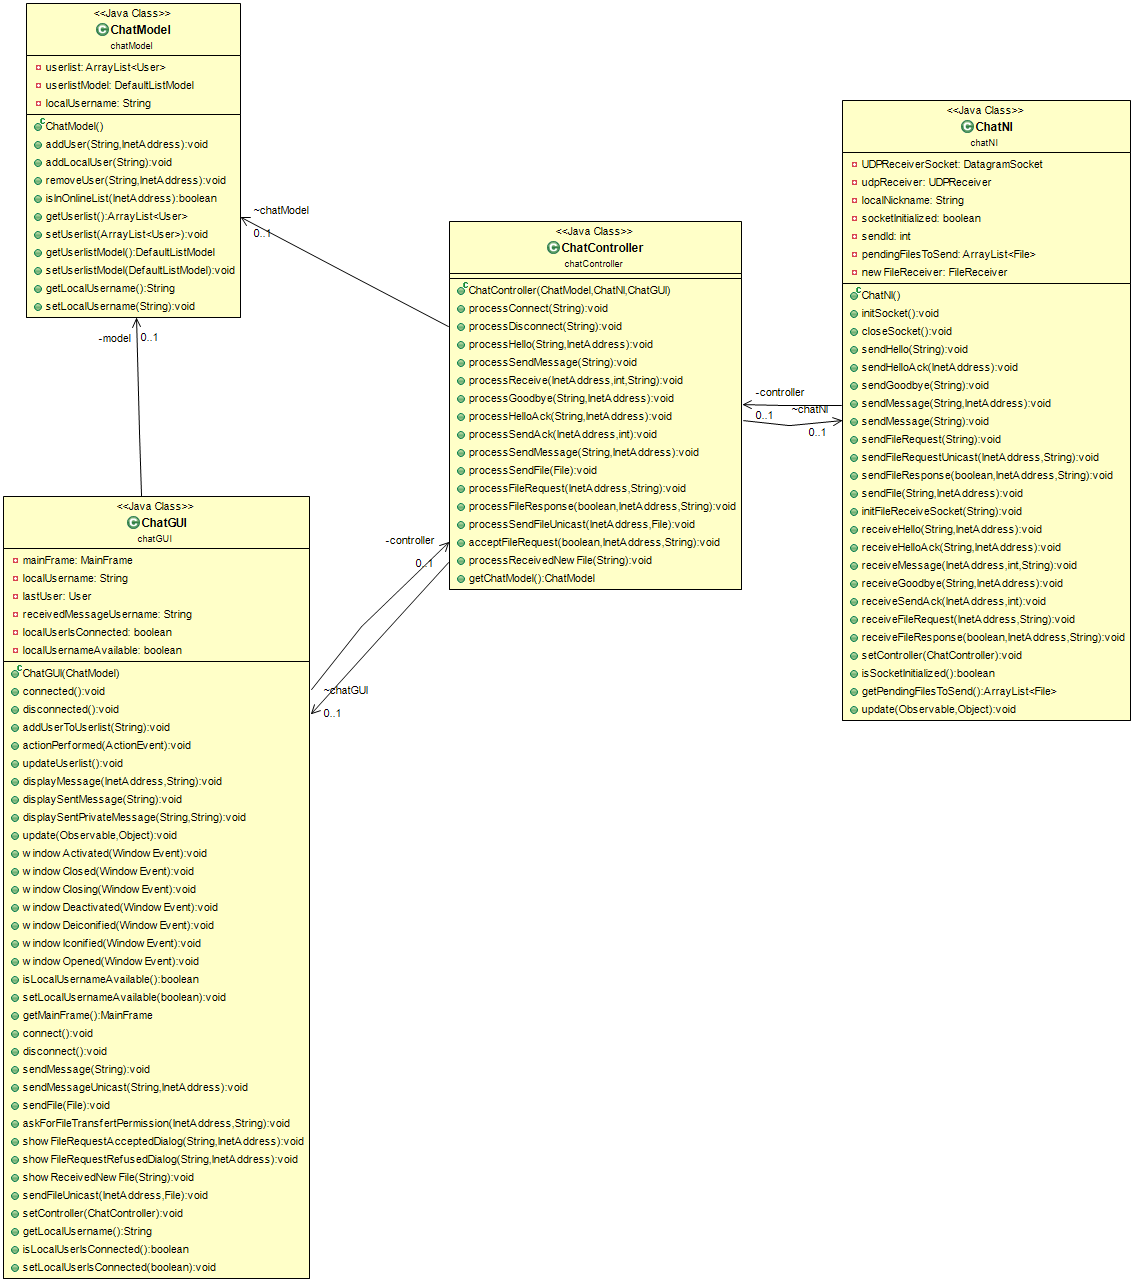 <<Java Class>>
ChatModel
chatModel
userlist: ArrayList<User>
userlistModel: DefaultListModel
localUsername: String
ChatModel()
addUser(String,InetAddress):void
addLocalUser(String):void
removeUser(String,InetAddress):void
isInOnlineList(InetAddress):boolean
getUserlist():ArrayList<User>
setUserlist(ArrayList<User>):void
getUserlistModel():DefaultListModel
setUserlistModel(DefaultListModel):void
getLocalUsername():String
setLocalUsername(String):void
~chatModel
0..1
-model
0..1
<<Java Class>>
ChatController
chatController
ChatController(ChatModel,ChatNI,ChatGUI)
processConnect(String):void
processDisconnect(String):void
processHello(String,InetAddress):void
processSendMessage(String):void
processReceive(InetAddress,int,String):void
processGoodbye(String,InetAddress):void
processHelloAck(String,InetAddress):void
processSendAck(InetAddress,int):void
processSendMessage(String,InetAddress):void
processSendFile(File):void
processFileRequest(InetAddress,String):void
processFileResponse(boolean,InetAddress,String):void
processSendFileUnicast(InetAddress,File):void
acceptFileRequest(boolean,InetAddress,String):void
processReceivedNewFile(String):void
getChatModel():ChatModel
-controller
0..1
~chatNI
0..1
<<Java Class>>
ChatNI
chatNI
UDPReceiverSocket: DatagramSocket
udpReceiver: UDPReceiver
localNickname: String
socketInitialized: boolean
sendId: int
pendingFilesToSend: ArrayList<File>
newFileReceiver: FileReceiver
ChatNI()
initSocket():void
closeSocket():void
sendHello(String):void
sendHelloAck(InetAddress):void
sendGoodbye(String):void
sendMessage(String,InetAddress):void
sendMessage(String):void
sendFileRequest(String):void
sendFileRequestUnicast(InetAddress,String):void
sendFileResponse(boolean,InetAddress,String):void
sendFile(String,InetAddress):void
initFileReceiveSocket(String):void
receiveHello(String,InetAddress):void
receiveHelloAck(String,InetAddress):void
receiveMessage(InetAddress,int,String):void
receiveGoodbye(String,InetAddress):void
receiveSendAck(InetAddress,int):void
receiveFileRequest(InetAddress,String):void
receiveFileResponse(boolean,InetAddress,String):void
setController(ChatController):void
isSocketInitialized():boolean
getPendingFilesToSend():ArrayList<File>
update(Observable,Object):void
-controller
0..1
~chatGUI
0..1
<<Java Class>>
ChatGUI
chatGUI
mainFrame: MainFrame
localUsername: String
lastUser: User
receivedMessageUsername: String
localUserIsConnected: boolean
localUsernameAvailable: boolean
ChatGUI(ChatModel)
connected():void
disconnected():void
addUserToUserlist(String):void
actionPerformed(ActionEvent):void
updateUserlist():void
displayMessage(InetAddress,String):void
displaySentMessage(String):void
displaySentPrivateMessage(String,String):void
update(Observable,Object):void
windowActivated(WindowEvent):void
windowClosed(WindowEvent):void
windowClosing(WindowEvent):void
windowDeactivated(WindowEvent):void
windowDeiconified(WindowEvent):void
windowIconified(WindowEvent):void
windowOpened(WindowEvent):void
isLocalUsernameAvailable():boolean
setLocalUsernameAvailable(boolean):void
getMainFrame():MainFrame
connect():void
disconnect():void
sendMessage(String):void
sendMessageUnicast(String,InetAddress):void
sendFile(File):void
askForFileTransfertPermission(InetAddress,String):void
showFileRequestAcceptedDialog(String,InetAddress):void
showFileRequestRefusedDialog(String,InetAddress):void
showReceivedNewFile(String):void
sendFileUnicast(InetAddress,File):void
setController(ChatController):void
getLocalUsername():String
isLocalUserIsConnected():boolean
setLocalUserIsConnected(boolean):void